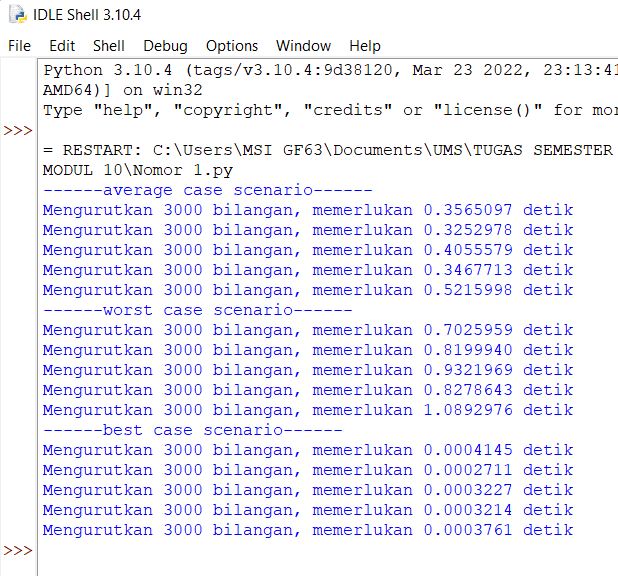 IDLE Shell 3.10.4
File Edit Shell Debug Options Window Help
Python 3.10.4 (tags/v3.10.4:9d38120, Mar 23 2022, 23:13:41
AMD64)] on win32
Type "help", "copyright", "credits" or "license()" for mor
>>>
= RESTART: C:\Users\MSI GF63\Documents\UMS\TUGAS SEMESTER
MODUL 10\Nomor 1.py
------average case scenario------
Mengurutkan 3000 bilangan, memerlukan 0.3565097 detik
Mengurutkan 3000 bilangan, memerlukan 0.3252978 detik
Mengurutkan 3000 bilangan, memerlukan 0.4055579 detik
Mengurutkan 3000 bilangan, memerlukan 0.3467713 detik
Mengurutkan 3000 bilangan, memerlukan 0.5215998 detik
------worst case scenario------
Mengurutkan 3000 bilangan, memerlukan 0.7025959 detik
Mengurutkan 3000 bilangan, memerlukan 0.8199940 detik
Mengurutkan 3000 bilangan, memerlukan 0.9321969 detik
Mengurutkan 3000 bilangan, memerlukan 0.8278643 detik
Mengurutkan 3000 bilangan, memerlukan 1.0892976 detik
------best case scenario------
Mengurutkan 3000 bilangan, memerlukan 0.0004145 detik
Mengurutkan 3000 bilangan, memerlukan 0.0002711 detik
Mengurutkan 3000 bilangan, memerlukan 0.0003227 detik
Mengurutkan 3000 bilangan, memerlukan 0.0003214 detik
Mengurutkan 3000 bilangan, memerlukan 0.0003761 detik
>>>